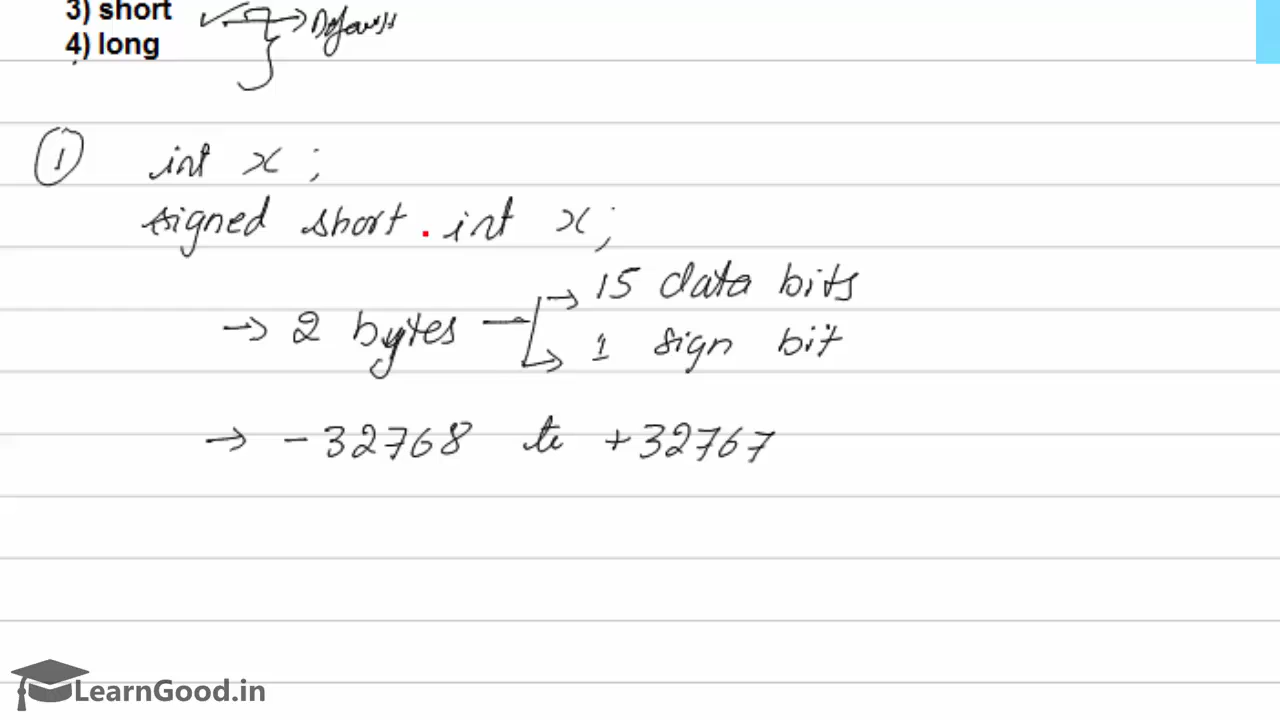 3) short → Default
4) long
1 int x ;
signed short int x;
→ 2 bytes → 15 data bits
→ 1 sign bit
→ -32768 to +32767
LearnGood.in